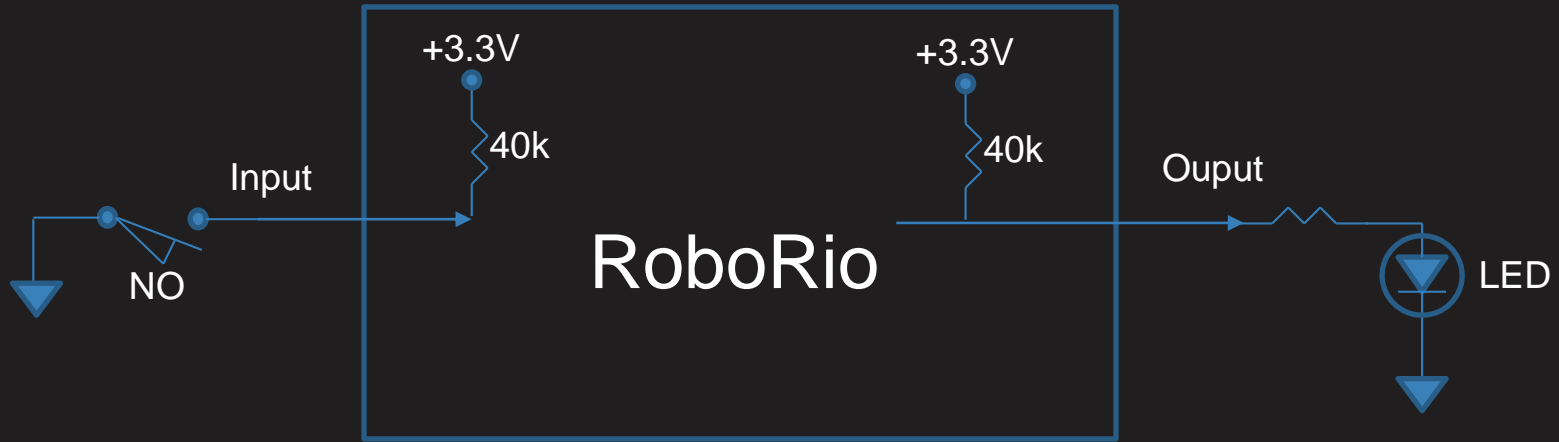 +3.3V
+3.3V
40k
40k
Input
Ouput
RoboRio
NO
LED